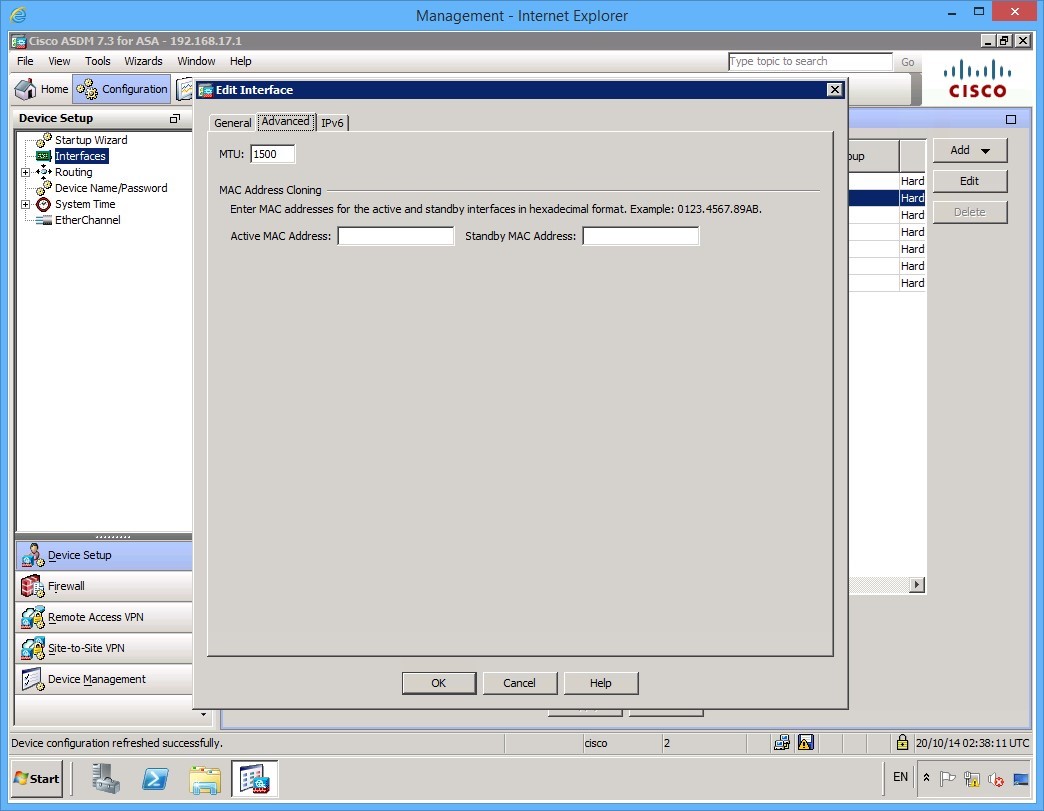 Management - Internet Explorer
Cisco ASDM 7.3 for ASA - 192.168.17.1
File View Tools Wizards Window Help
Type topic to search Go
CISCO
Home Configuration
Edit Interface
Device Setup
Startup Wizard
Interfaces
Routing
Device Name/Password
System Time
EtherChannel
General Advanced IPv6
MTU: 1500
MAC Address Cloning
Enter MAC addresses for the active and standby interfaces in hexadecimal format. Example: 0123.4567.89AB.
Active MAC Address: Standby MAC Address:
oup
Hard
Hard
Hard
Hard
Hard
Hard
Hard
Add
Edit
Delete
Device Setup
Firewall
Remote Access VPN
Site-to-Site VPN
Device Management
OK Cancel Help
Device configuration refreshed successfully. cisco 2 20/10/14 02:38:11 UTC
Start EN